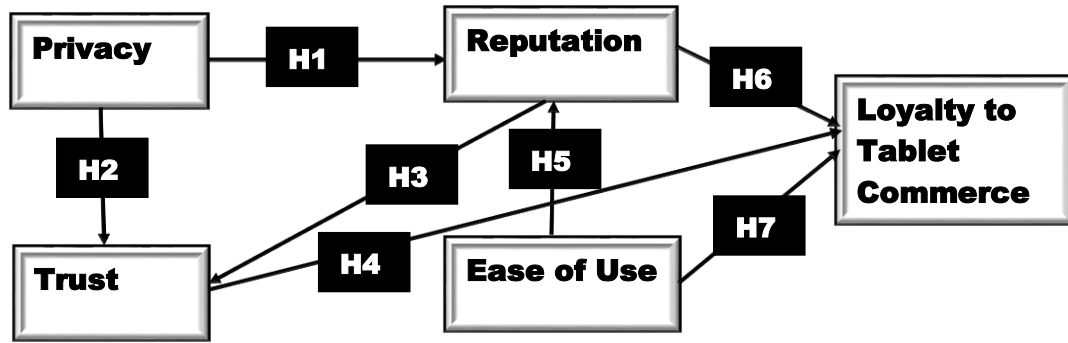 Privacy
H1
Reputation
H6
Loyalty to
Tablet
Commerce
H2
H3
H5
H7
Trust
H4
Ease of Use